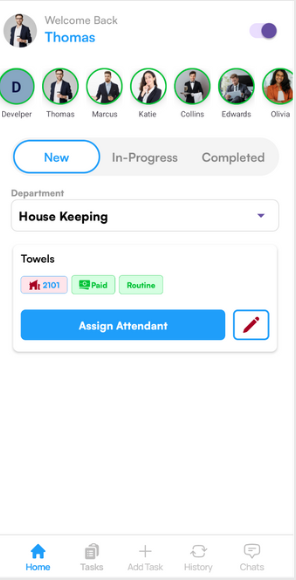 Welcome Back
Thomas
D
Develper Thomas Marcus Katie Collins Edwards Olivia
New In-Progress Completed
Department
House Keeping
Towels
2101 Paid Routine
Assign Attendant
Home Tasks Add Task History Chats